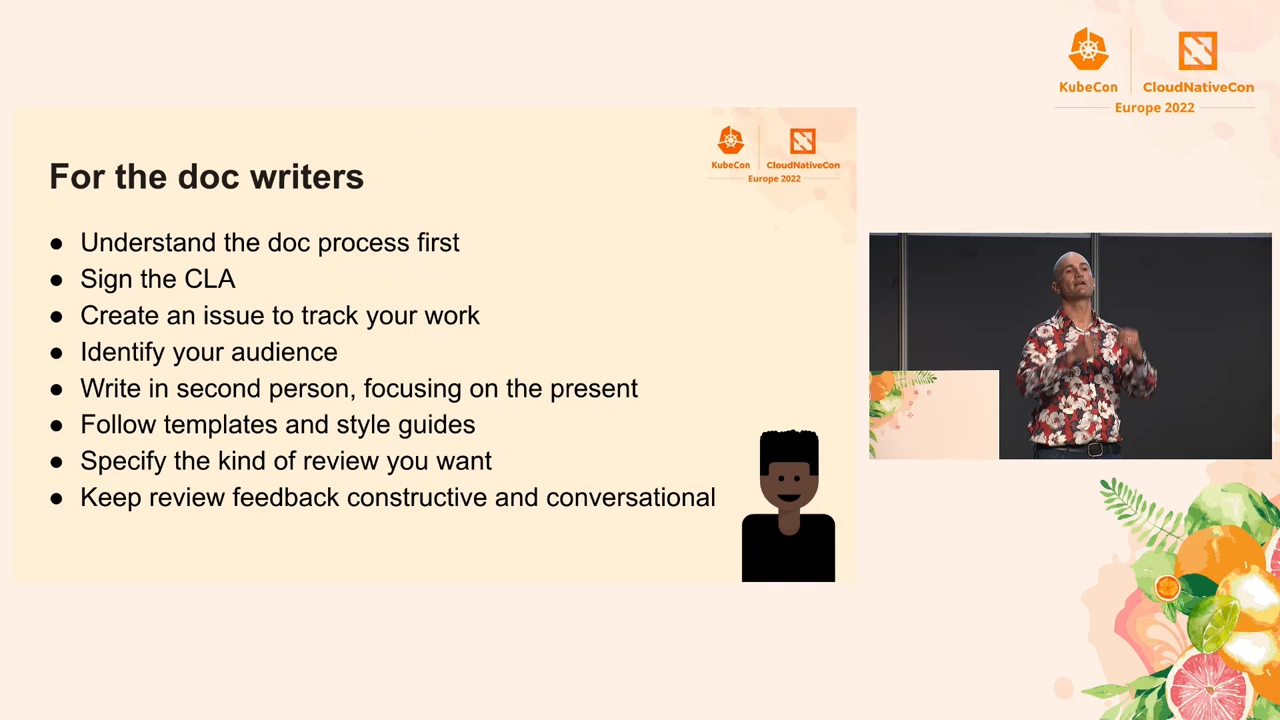 KubeCon
CloudNativeCon
Europe 2022
KubeCon
CloudNativeCon
Europe 2022
For the doc writers
● Understand the doc process first
● Sign the CLA
● Create an issue to track your work
● Identify your audience
● Write in second person, focusing on the present
● Follow templates and style guides
● Specify the kind of review you want
● Keep review feedback constructive and conversational